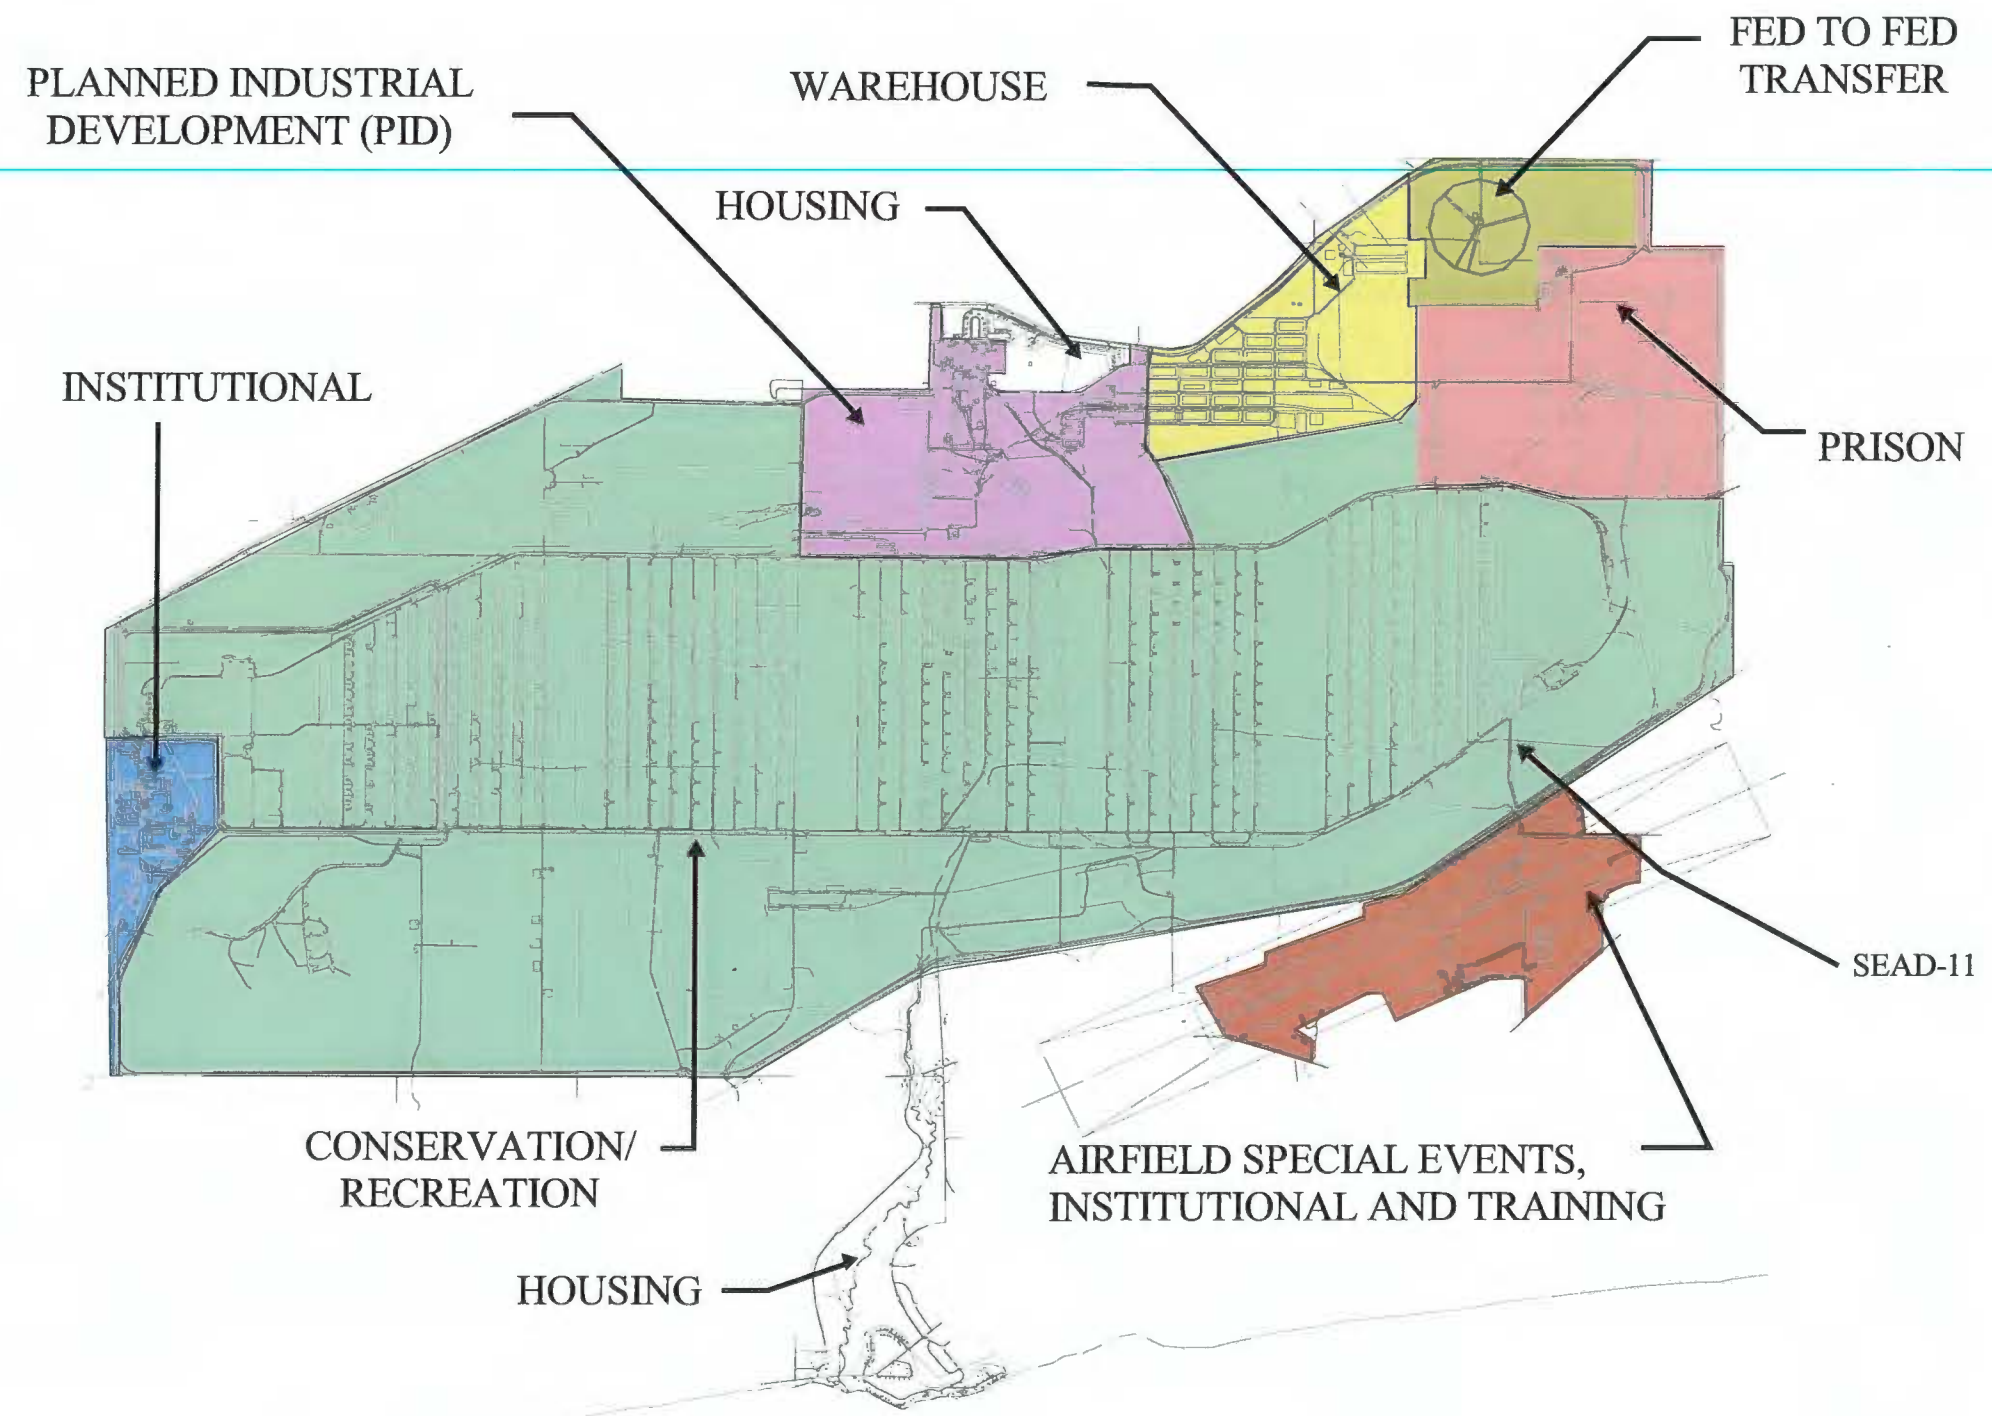 FED TO FED
TRANSFER
PLANNED INDUSTRIAL
DEVELOPMENT (PID)
WAREHOUSE
HOUSING
INSTITUTIONAL
PRISON
SEAD-11
CONSERVATION/
RECREATION
AIRFIELD SPECIAL EVENTS,
INSTITUTIONAL AND TRAINING
HOUSING